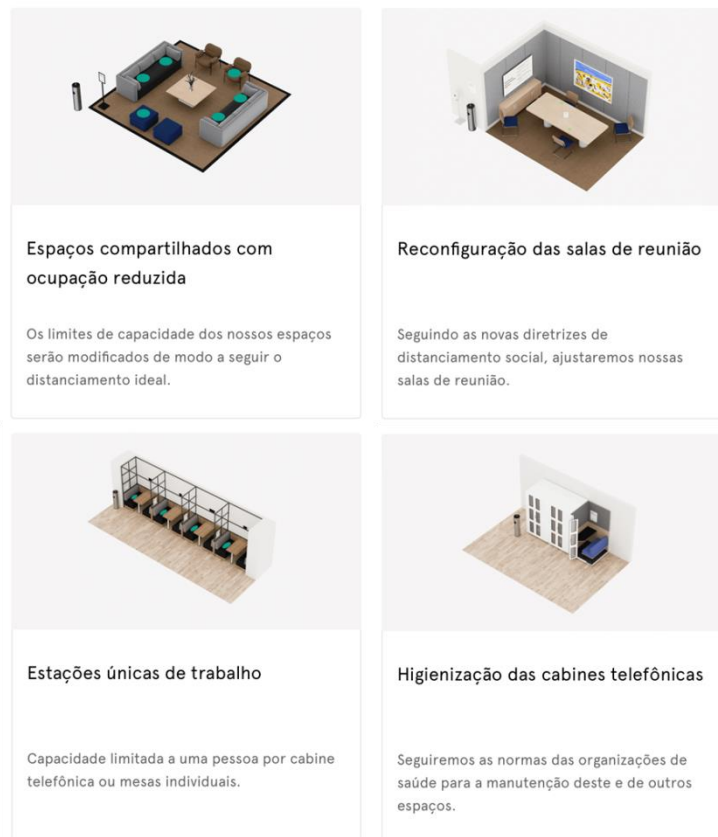 Espaços compartilhados com
ocupação reduzida
Os limites de capacidade dos nossos espaços
serão modificados de modo a seguir o
distanciamento ideal.
Reconfiguração das salas de reunião
Seguindo as novas diretrizes de
distanciamento social, ajustaremos nossas
salas de reunião.
Estações únicas de trabalho
Capacidade limitada a uma pessoa por cabine
telefônica ou mesas individuais.
Higienização das cabines telefônicas
Seguiremos as normas das organizações de
saúde para a manutenção deste e de outros
espaços.